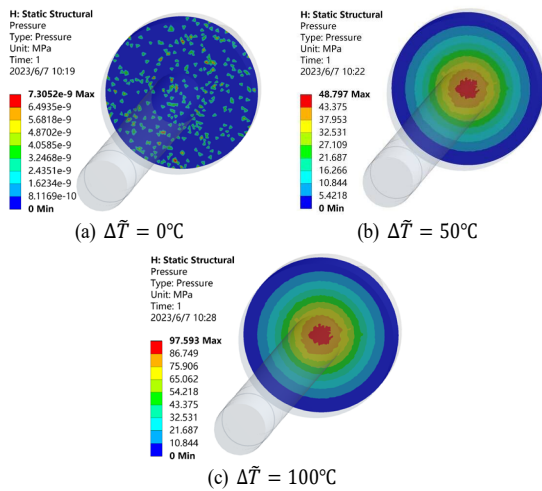 H: Static Structural
Pressure
Type: Pressure
Unit: MPa
Time: 1
2023/6/7 10:19
7.3052e-9 Max
6.4935e-9
5.6818e-9
4.8702e-9
4.0585e-9
3.2468e-9
2.4351e-9
1.6234e-9
8.1169e-10
0 Min
(a) ΔT̃ = 0℃
H: Static Structural
Pressure
Type: Pressure
Unit: MPa
Time: 1
2023/6/7 10:22
48.797 Max
43.375
37.953
32.531
27.109
21.687
16.266
10.844
5.4218
0 Min
(b) ΔT̃ = 50℃
H: Static Structural
Pressure
Type: Pressure
Unit: MPa
Time: 1
2023/6/7 10:28
97.593 Max
86.749
75.906
65.062
54.218
43.375
32.531
21.687
10.844
0 Min
(c) ΔT̃ = 100℃